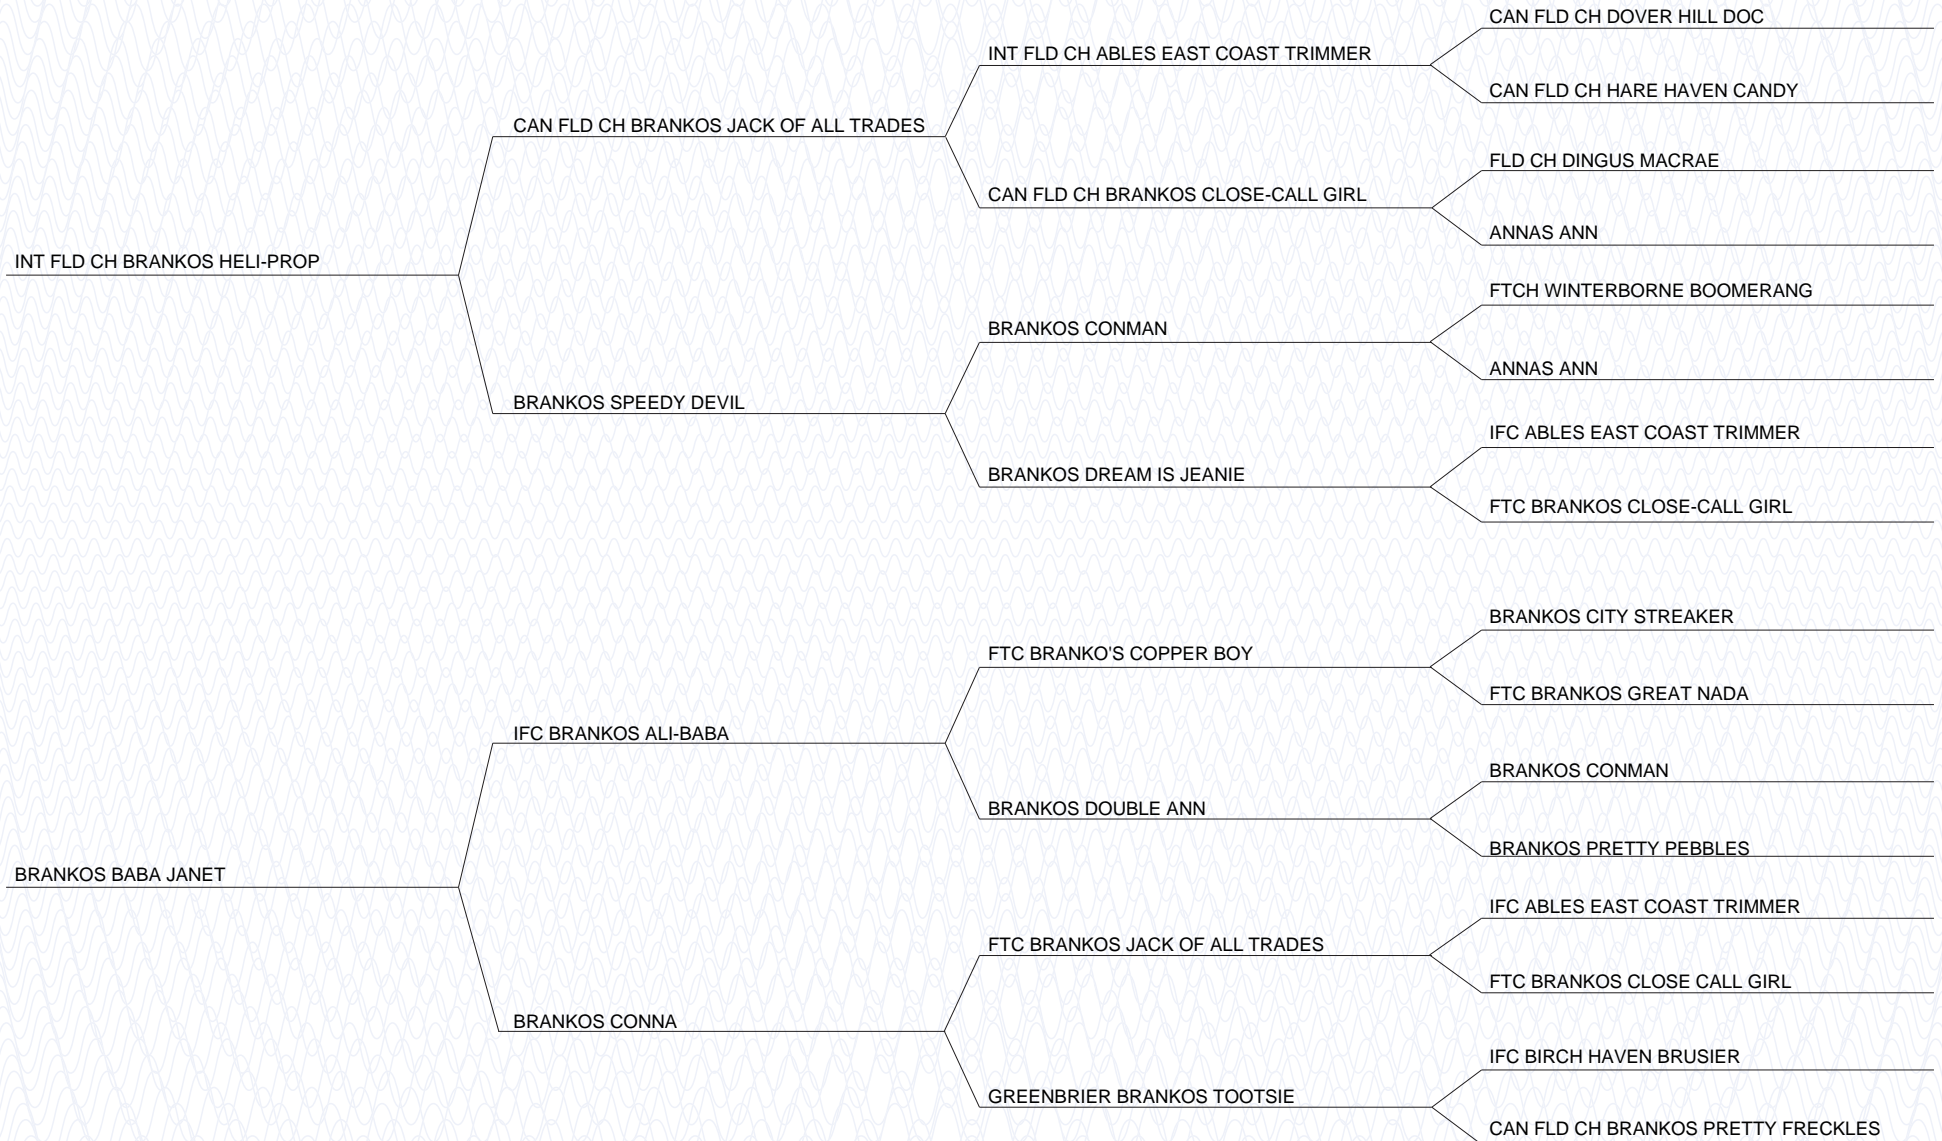 CAN FLD CH DOVER HILL DOC
INT FLD CH ABLES EAST COAST TRIMMER
CAN FLD CH HARE HAVEN CANDY
CAN FLD CH BRANKOS JACK OF ALL TRADES
FLD CH DINGUS MACRAE
CAN FLD CH BRANKOS CLOSE-CALL GIRL
ANNAS ANN
INT FLD CH BRANKOS HELI-PROP
FTCH WINTERBORNE BOOMERANG
BRANKOS CONMAN
ANNAS ANN
BRANKOS SPEEDY DEVIL
IFC ABLES EAST COAST TRIMMER
BRANKOS DREAM IS JEANIE
FTC BRANKOS CLOSE-CALL GIRL
BRANKOS CITY STREAKER
FTC BRANKO'S COPPER BOY
FTC BRANKOS GREAT NADA
IFC BRANKOS ALI-BABA
BRANKOS CONMAN
BRANKOS DOUBLE ANN
BRANKOS PRETTY PEBBLES
BRANKOS BABA JANET
IFC ABLES EAST COAST TRIMMER
FTC BRANKOS JACK OF ALL TRADES
FTC BRANKOS CLOSE CALL GIRL
BRANKOS CONNA
IFC BIRCH HAVEN BRUSIER
GREENBRIER BRANKOS TOOTSIE
CAN FLD CH BRANKOS PRETTY FRECKLES